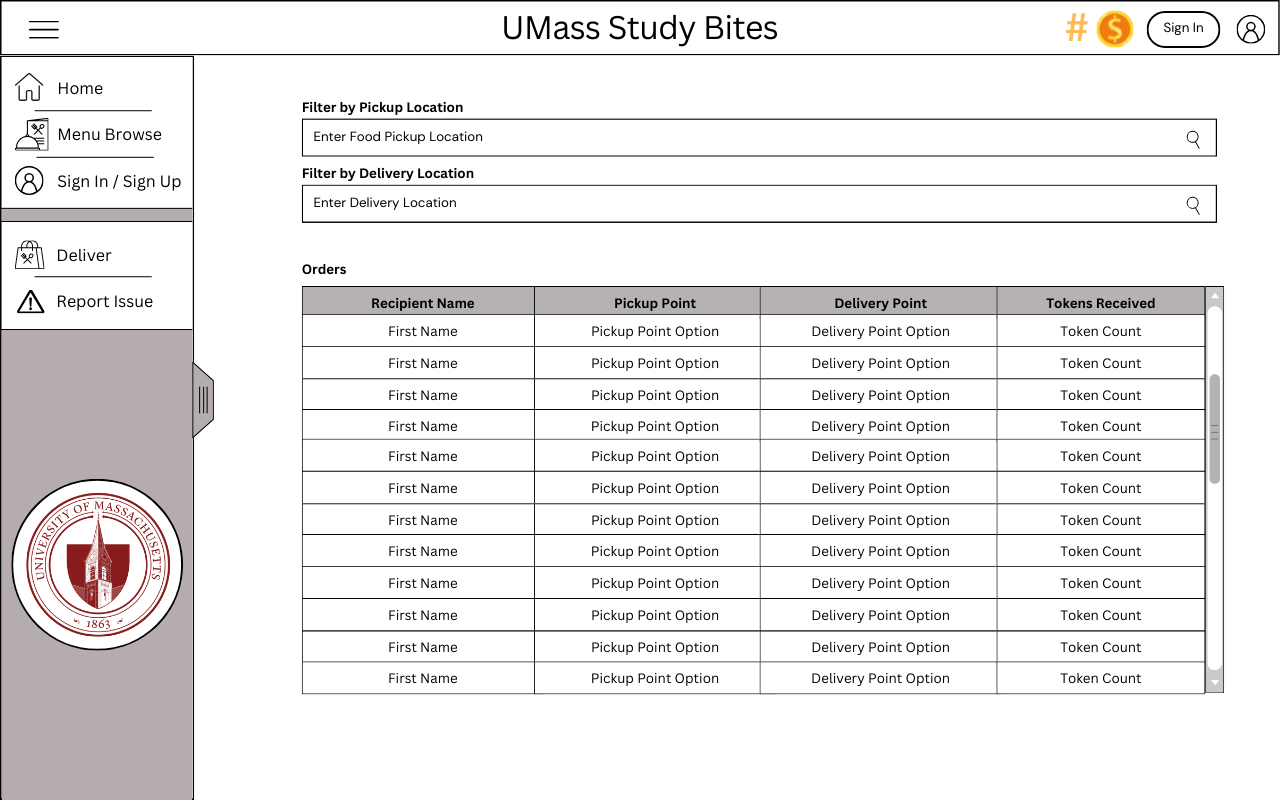 UMass Study Bites
#
$
Sign In
Home
Menu Browse
Sign In / Sign Up
Deliver
Report Issue
UNIVERSITY OF MASSACHUSETTS
1863
Filter by Pickup Location
Enter Food Pickup Location
Filter by Delivery Location
Enter Delivery Location
Orders
Recipient Name Pickup Point Delivery Point Tokens Received
First Name Pickup Point Option Delivery Point Option Token Count
First Name Pickup Point Option Delivery Point Option Token Count
First Name Pickup Point Option Delivery Point Option Token Count
First Name Pickup Point Option Delivery Point Option Token Count
First Name Pickup Point Option Delivery Point Option Token Count
First Name Pickup Point Option Delivery Point Option Token Count
First Name Pickup Point Option Delivery Point Option Token Count
First Name Pickup Point Option Delivery Point Option Token Count
First Name Pickup Point Option Delivery Point Option Token Count
First Name Pickup Point Option Delivery Point Option Token Count
First Name Pickup Point Option Delivery Point Option Token Count
First Name Pickup Point Option Delivery Point Option Token Count